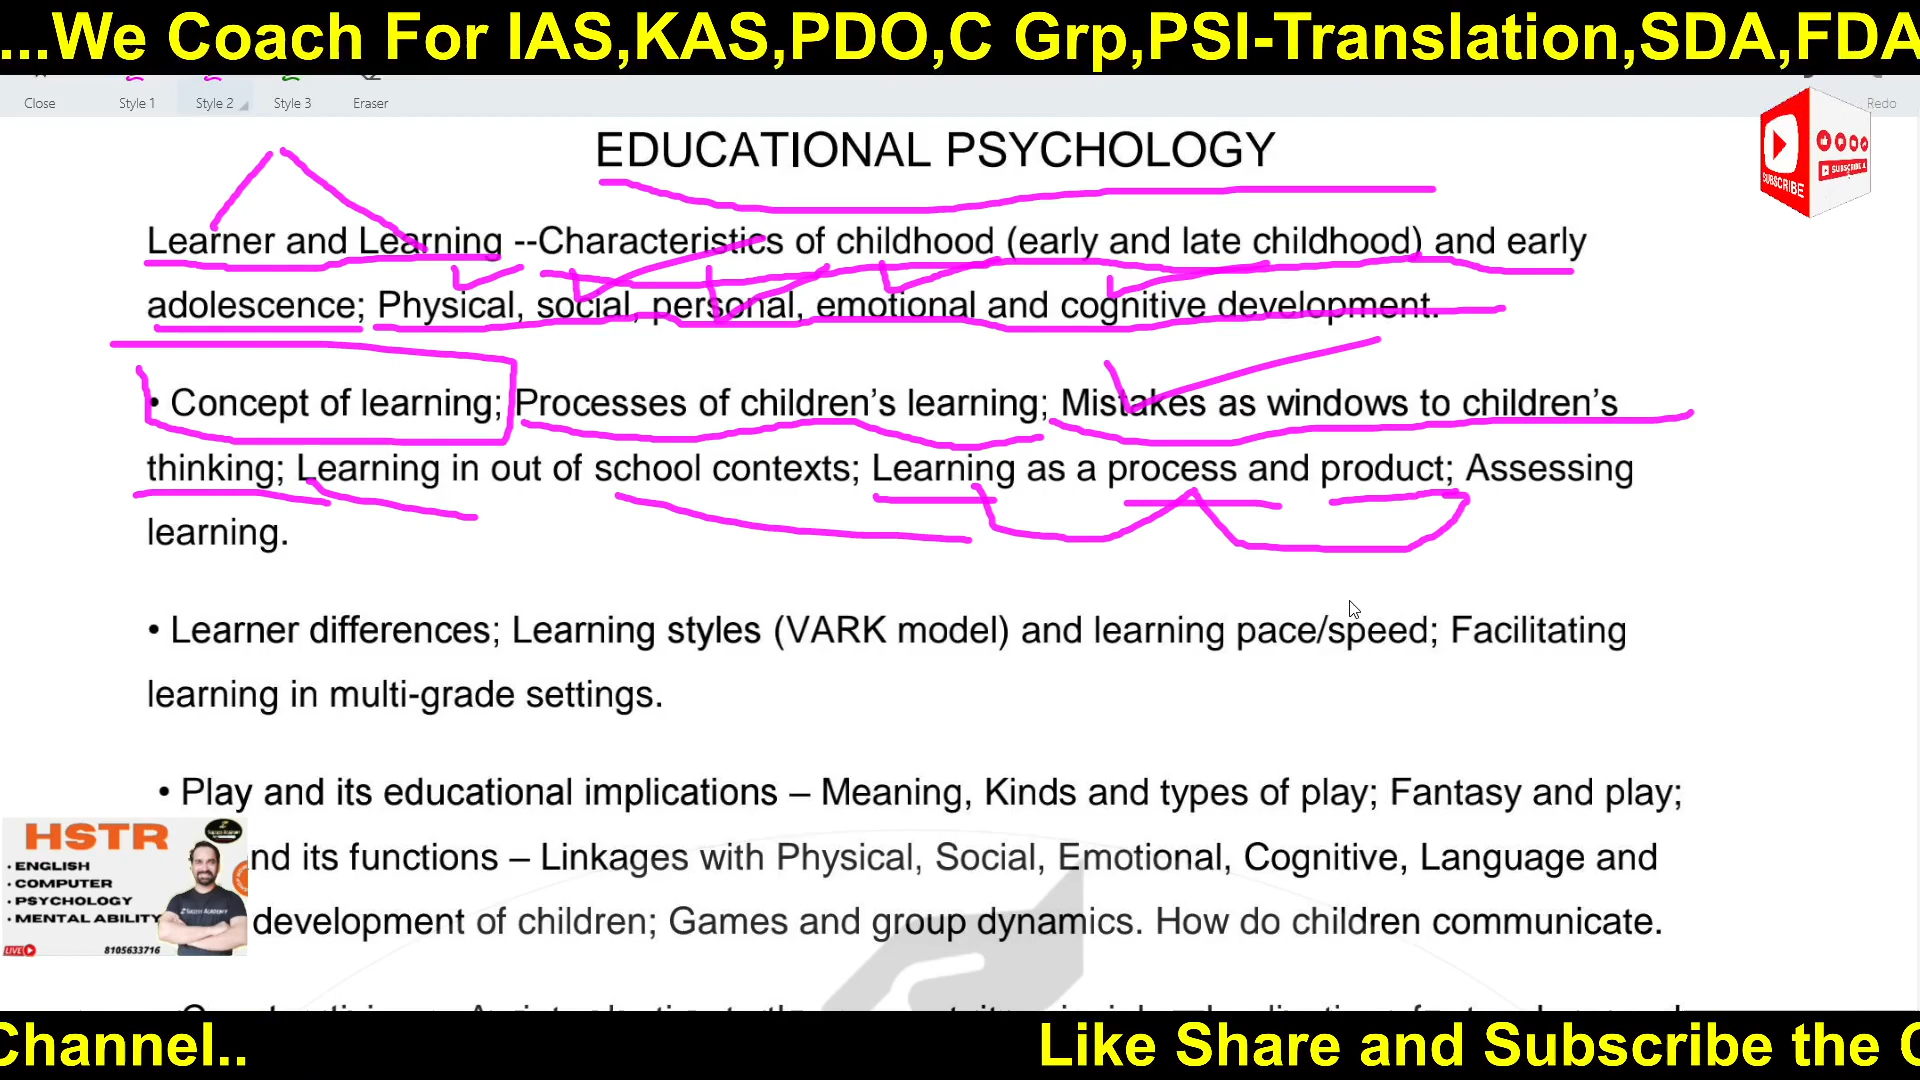 ...We Coach For IAS,KAS,PDO,C Grp,PSI-Translation,SDA,FDA
Close Style 1 Style 2 Style 3 Eraser Redo
SUBSCRIBE
SUBSCRIBE
EDUCATIONAL PSYCHOLOGY
Learner and Learning --Characteristics of childhood (early and late childhood) and early
adolescence; Physical, social, personal, emotional and cognitive development.
• Concept of learning; Processes of children’s learning; Mistakes as windows to children’s
thinking; Learning in out of school contexts; Learning as a process and product; Assessing
learning.
• Learner differences; Learning styles (VARK model) and learning pace/speed; Facilitating
learning in multi-grade settings.
• Play and its educational implications – Meaning, Kinds and types of play; Fantasy and play;
nd its functions – Linkages with Physical, Social, Emotional, Cognitive, Language and
development of children; Games and group dynamics. How do children communicate.
HSTR
• ENGLISH
• COMPUTER
• PSYCHOLOGY
• MENTAL ABILITY
LIVE
8105633716
Channel.. Like Share and Subscribe the C